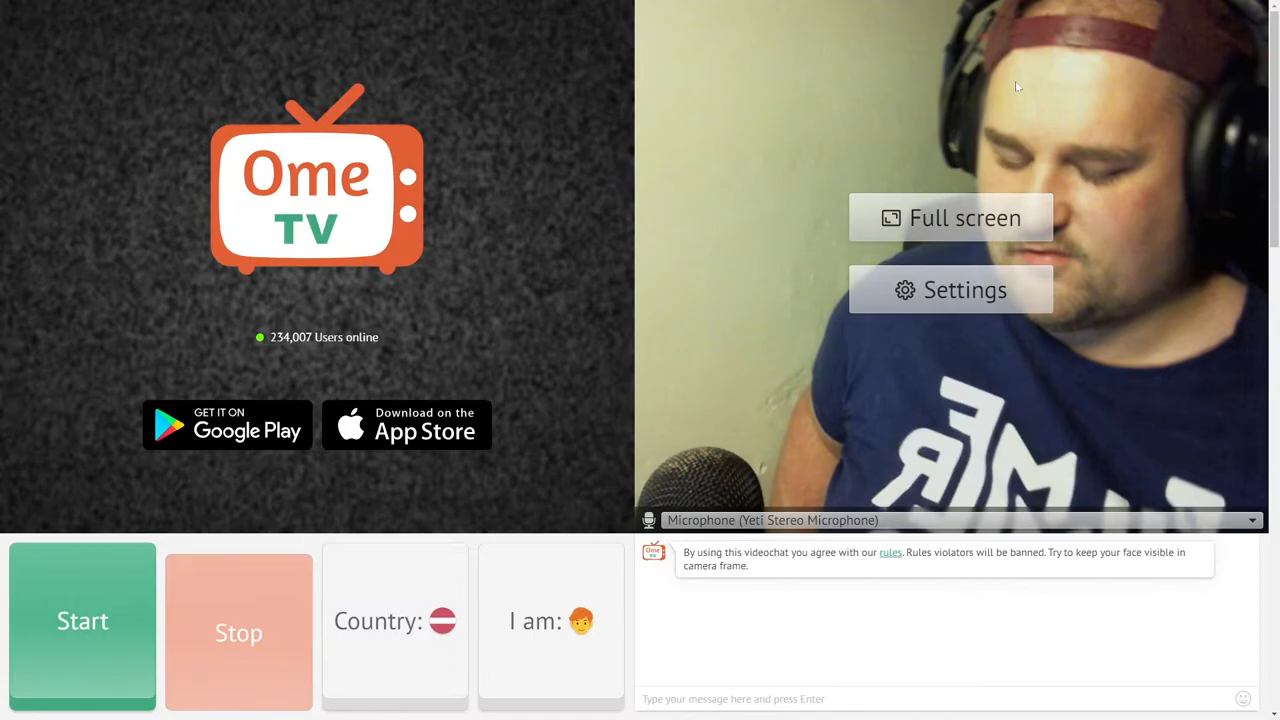 Ome
TV
234,007 Users online
GET IT ON
Google Play
Download on the
App Store
Full screen
Settings
Microphone (Yeti Stereo Microphone)
Start
Stop
Country:
I am:
Ome
TV
By using this videochat you agree with our rules. Rules violators will be banned. Try to keep your face visible in
camera frame.
Type your message here and press Enter